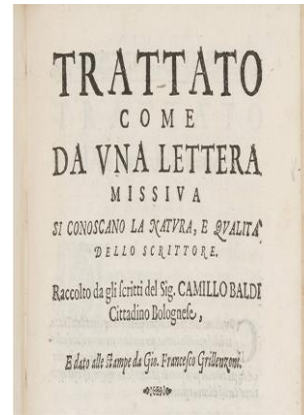 TRATTATO
COME
DA VNA LETTERA
MISSIVA
SI CONOSCANO LA NATVRA, E QVALITA
DELLO SCRITTORE.
Raccolto da gli ſcritti del Sig. CAMILLO BALDI
Cittadino Bologneſe,
E dato alle Stampe da Gio. Franceſco Grillenzoni.